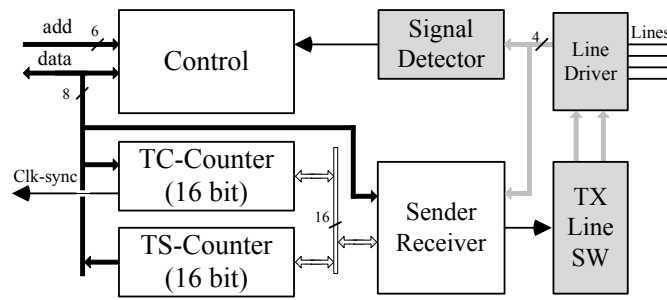 add
6
data
8
Control
Signal
Detector
4
Line
Driver
Lines
TC-Counter
(16 bit)
Clk-sync
16
TS-Counter
(16 bit)
Sender
Receiver
TX
Line
SW